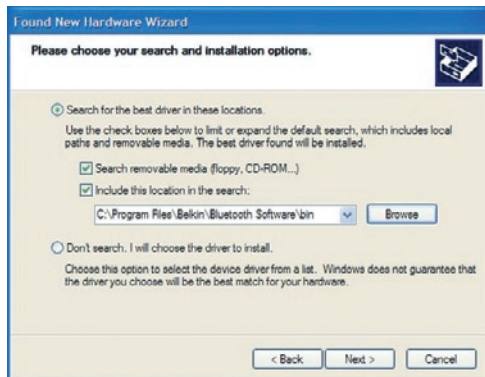 Found New Hardware Wizard
Please choose your search and installation options.
Search for the best driver in these locations.
Use the check boxes below to limit or expand the default search, which includes local
paths and removable media. The best driver found will be installed.
Search removable media (floppy, CD-ROM...)
Include this location in the search:
C:\Program Files\Belkin\Bluetooth Software\bin
Browse
Don't search. I will choose the driver to install.
Choose this option to select the device driver from a list. Windows does not guarantee that
the driver you choose will be the best match for your hardware.
< Back Next > Cancel